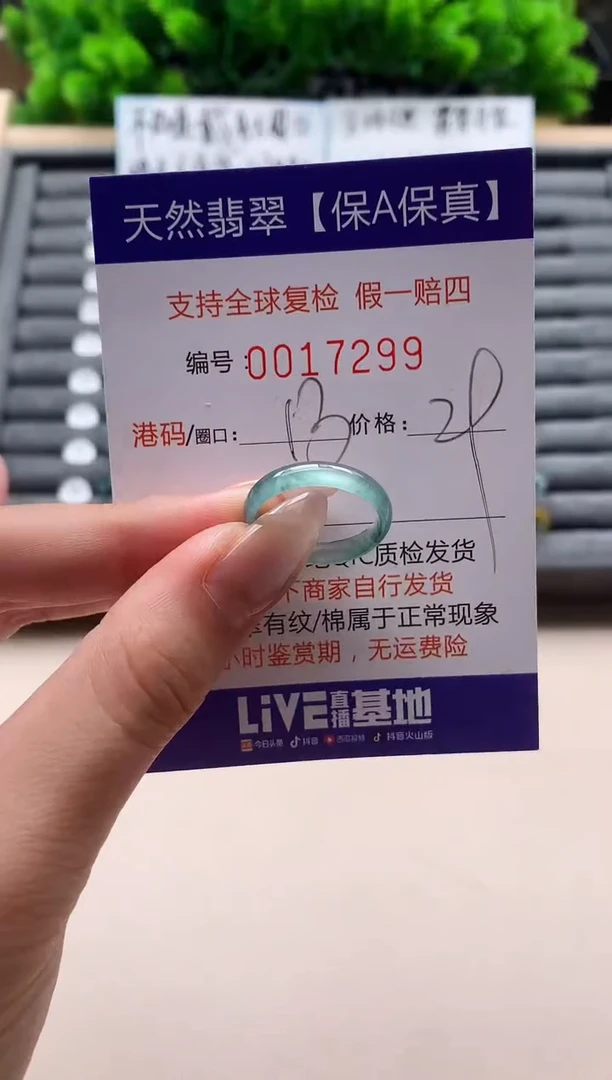 天然翡翠【保A保真】
支持全球复检 假一赔四
编号:0017299
港码/圈口: 13 价格: 29
质检发货
下商家自行发货
有纹/棉属于正常现象
小时鉴赏期，无运费险
LiVE直播基地
今日头条 抖音 西瓜视频 抖音火山版